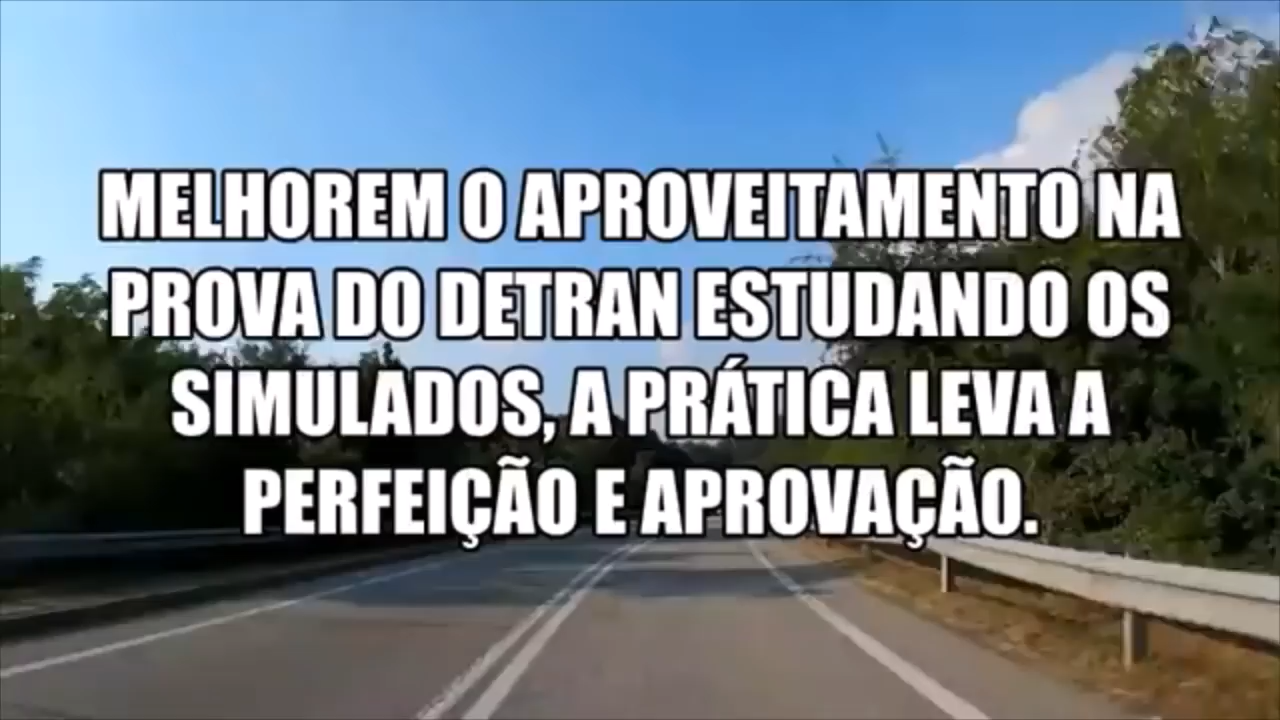 MELHOREM O APROVEITAMENTO NA
PROVA DO DETRAN ESTUDANDO OS
SIMULADOS, A PRÁTICA LEVA A
PERFEIÇÃO E APROVAÇÃO.